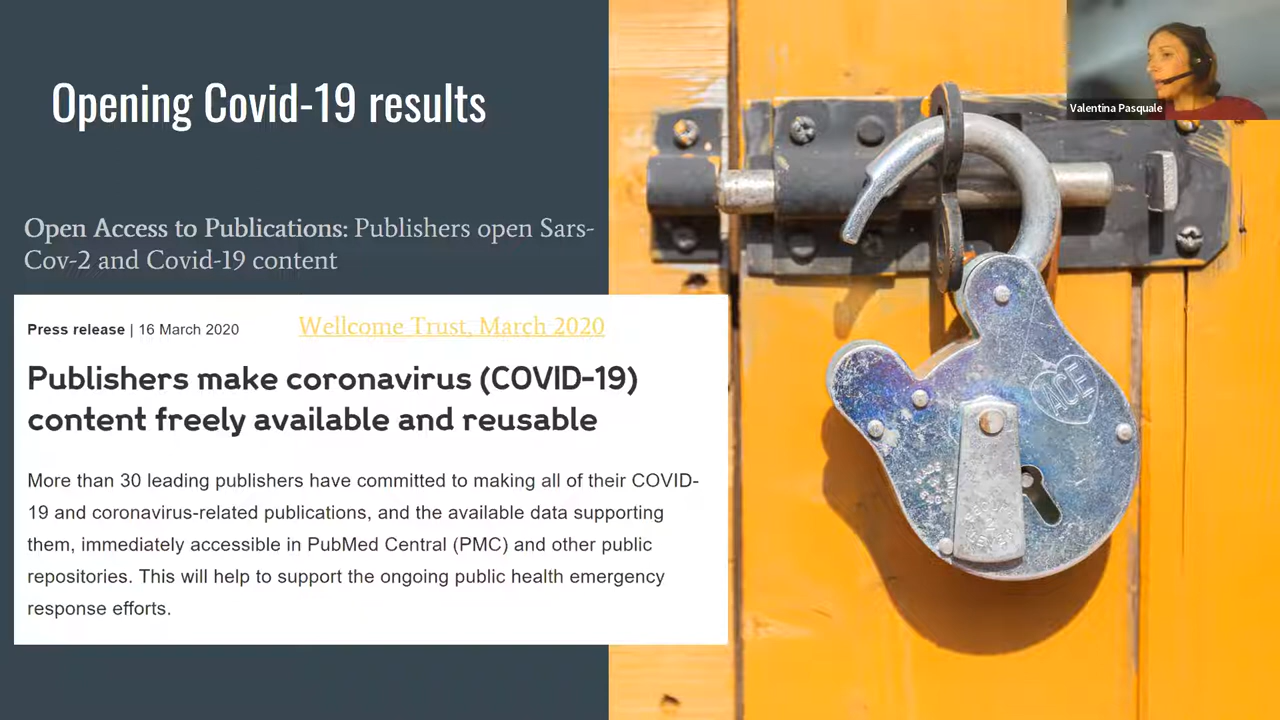 Opening Covid-19 results
Valentina Pasquale
Open Access to Publications: Publishers open Sars-
Cov-2 and Covid-19 content
Press release | 16 March 2020
Wellcome Trust, March 2020
Publishers make coronavirus (COVID-19)
content freely available and reusable
More than 30 leading publishers have committed to making all of their COVID-
19 and coronavirus-related publications, and the available data supporting
them, immediately accessible in PubMed Central (PMC) and other public
repositories. This will help to support the ongoing public health emergency
response efforts.
ACE